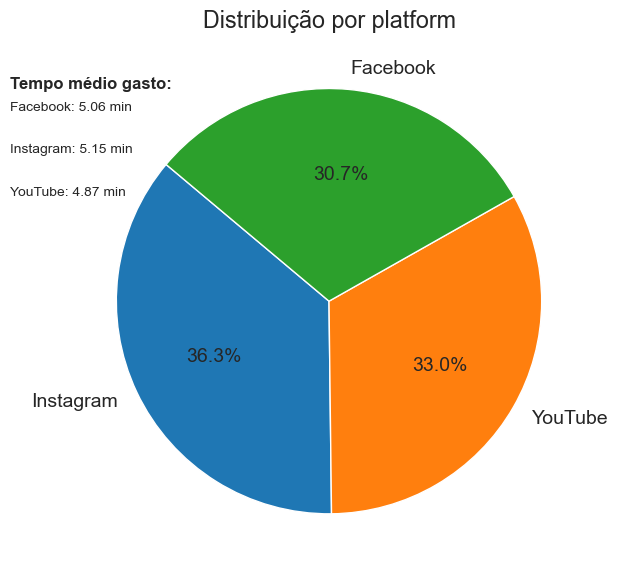 Distribuição por platform
Facebook
Tempo médio gasto:
Facebook: 5.06 min
Instagram: 5.15 min
YouTube: 4.87 min
30.7%
36.3%
33.0%
Instagram
YouTube